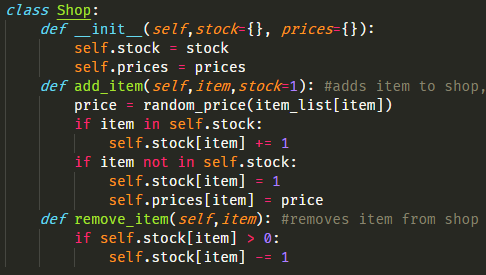 class Shop:
    def __init__(self,stock={}, prices={}):
        self.stock = stock
        self.prices = prices
    def add_item(self,item,stock=1): #adds item to shop,
        price = random_price(item_list[item])
        if item in self.stock:
            self.stock[item] += 1
        if item not in self.stock:
            self.stock[item] = 1
            self.prices[item] = price
    def remove_item(self,item): #removes item from shop
        if self.stock[item] > 0:
            self.stock[item] -= 1